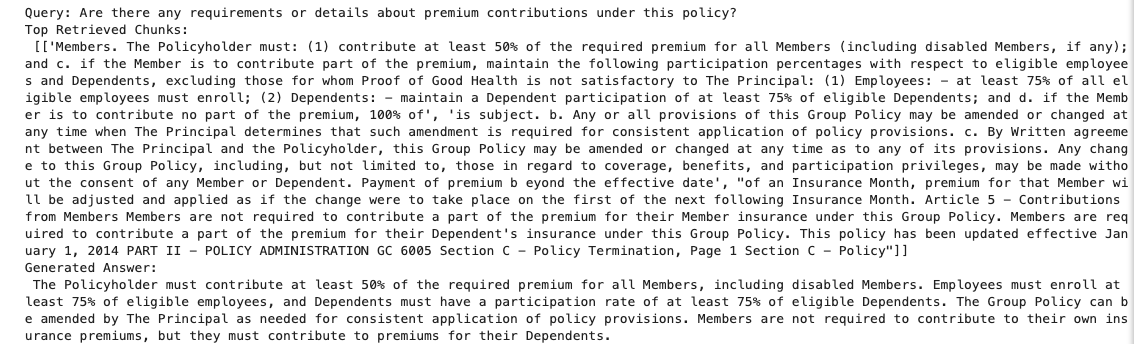 Query: Are there any requirements or details about premium contributions under this policy?
Top Retrieved Chunks:
[['Members. The Policyholder must: (1) contribute at least 50% of the required premium for all Members (including disabled Members, if any);
and c. if the Member is to contribute part of the premium, maintain the following participation percentages with respect to eligible employee
s and Dependents, excluding those for whom Proof of Good Health is not satisfactory to The Principal: (1) Employees: – at least 75% of all el
igible employees must enroll; (2) Dependents: – maintain a Dependent participation of at least 75% of eligible Dependents; and d. if the Memb
er is to contribute no part of the premium, 100% of', 'is subject. b. Any or all provisions of this Group Policy may be amended or changed at
any time when The Principal determines that such amendment is required for consistent application of policy provisions. c. By Written agreeme
nt between The Principal and the Policyholder, this Group Policy may be amended or changed at any time as to any of its provisions. Any chang
e to this Group Policy, including, but not limited to, those in regard to coverage, benefits, and participation privileges, may be made witho
ut the consent of any Member or Dependent. Payment of premium b eyond the effective date', "of an Insurance Month, premium for that Member wi
ll be adjusted and applied as if the change were to take place on the first of the next following Insurance Month. Article 5 – Contributions
from Members Members are not required to contribute a part of the premium for their Member insurance under this Group Policy. Members are req
uired to contribute a part of the premium for their Dependent's insurance under this Group Policy. This policy has been updated effective Jan
uary 1, 2014 PART II – POLICY ADMINISTRATION GC 6005 Section C – Policy Termination, Page 1 Section C – Policy"]]
Generated Answer:
The Policyholder must contribute at least 50% of the required premium for all Members, including disabled Members. Employees must enroll at
least 75% of eligible employees, and Dependents must have a participation rate of at least 75% of eligible Dependents. The Group Policy can b
e amended by The Principal as needed for consistent application of policy provisions. Members are not required to contribute to their own ins
urance premiums, but they must contribute to premiums for their Dependents.